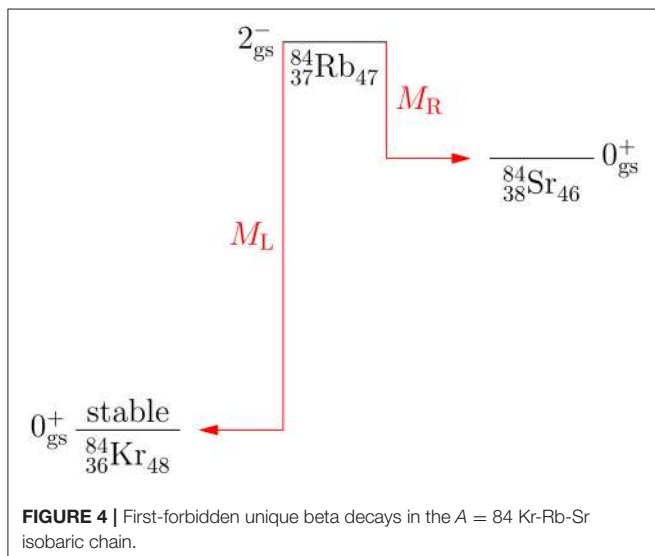 2⁻gs
⁸⁴₃₇Rb₄₇
M_R
0⁺gs
⁸⁴₃₈Sr₄₆
M_L
0⁺gs stable
⁸⁴₃₆Kr₄₈
FIGURE 4 | First-forbidden unique beta decays in the A = 84 Kr-Rb-Sr
isobaric chain.